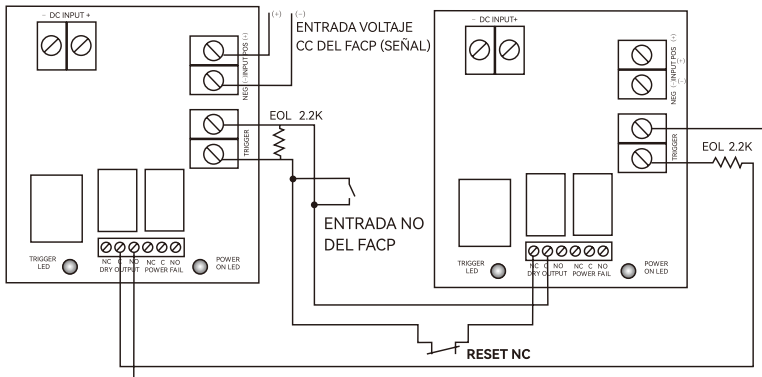 – DC INPUT +
(+) (–)
ENTRADA VOLTAJE
CC DEL FACP (SEÑAL)
NEG (–) INPUT POS (+)
EOL 2.2K
TRIGGER
ENTRADA NO
DEL FACP
TRIGGER
LED
NC C NO NC C NO
DRY OUTPUT POWER FAIL
POWER
ON LED
– DC INPUT+
NEG (–) INPUT POS (+)
(+)
(–)
TRIGGER
EOL 2.2K
TRIGGER
LED
NC C NO NC C NO
DRY OUTPUT POWER FAIL
POWER
ON LED
RESET NC